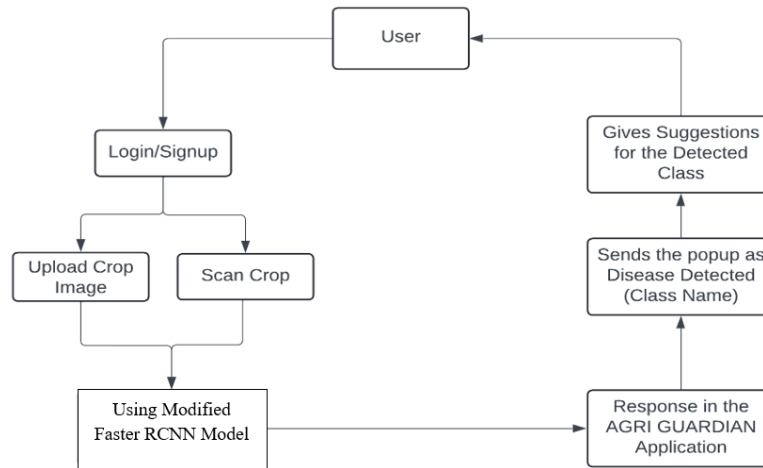 User
Login/Signup
Upload Crop
Image
Scan Crop
Using Modified
Faster RCNN Model
Response in the
AGRI GUARDIAN
Application
Sends the popup as
Disease Detected
(Class Name)
Gives Suggestions
for the Detected
Class